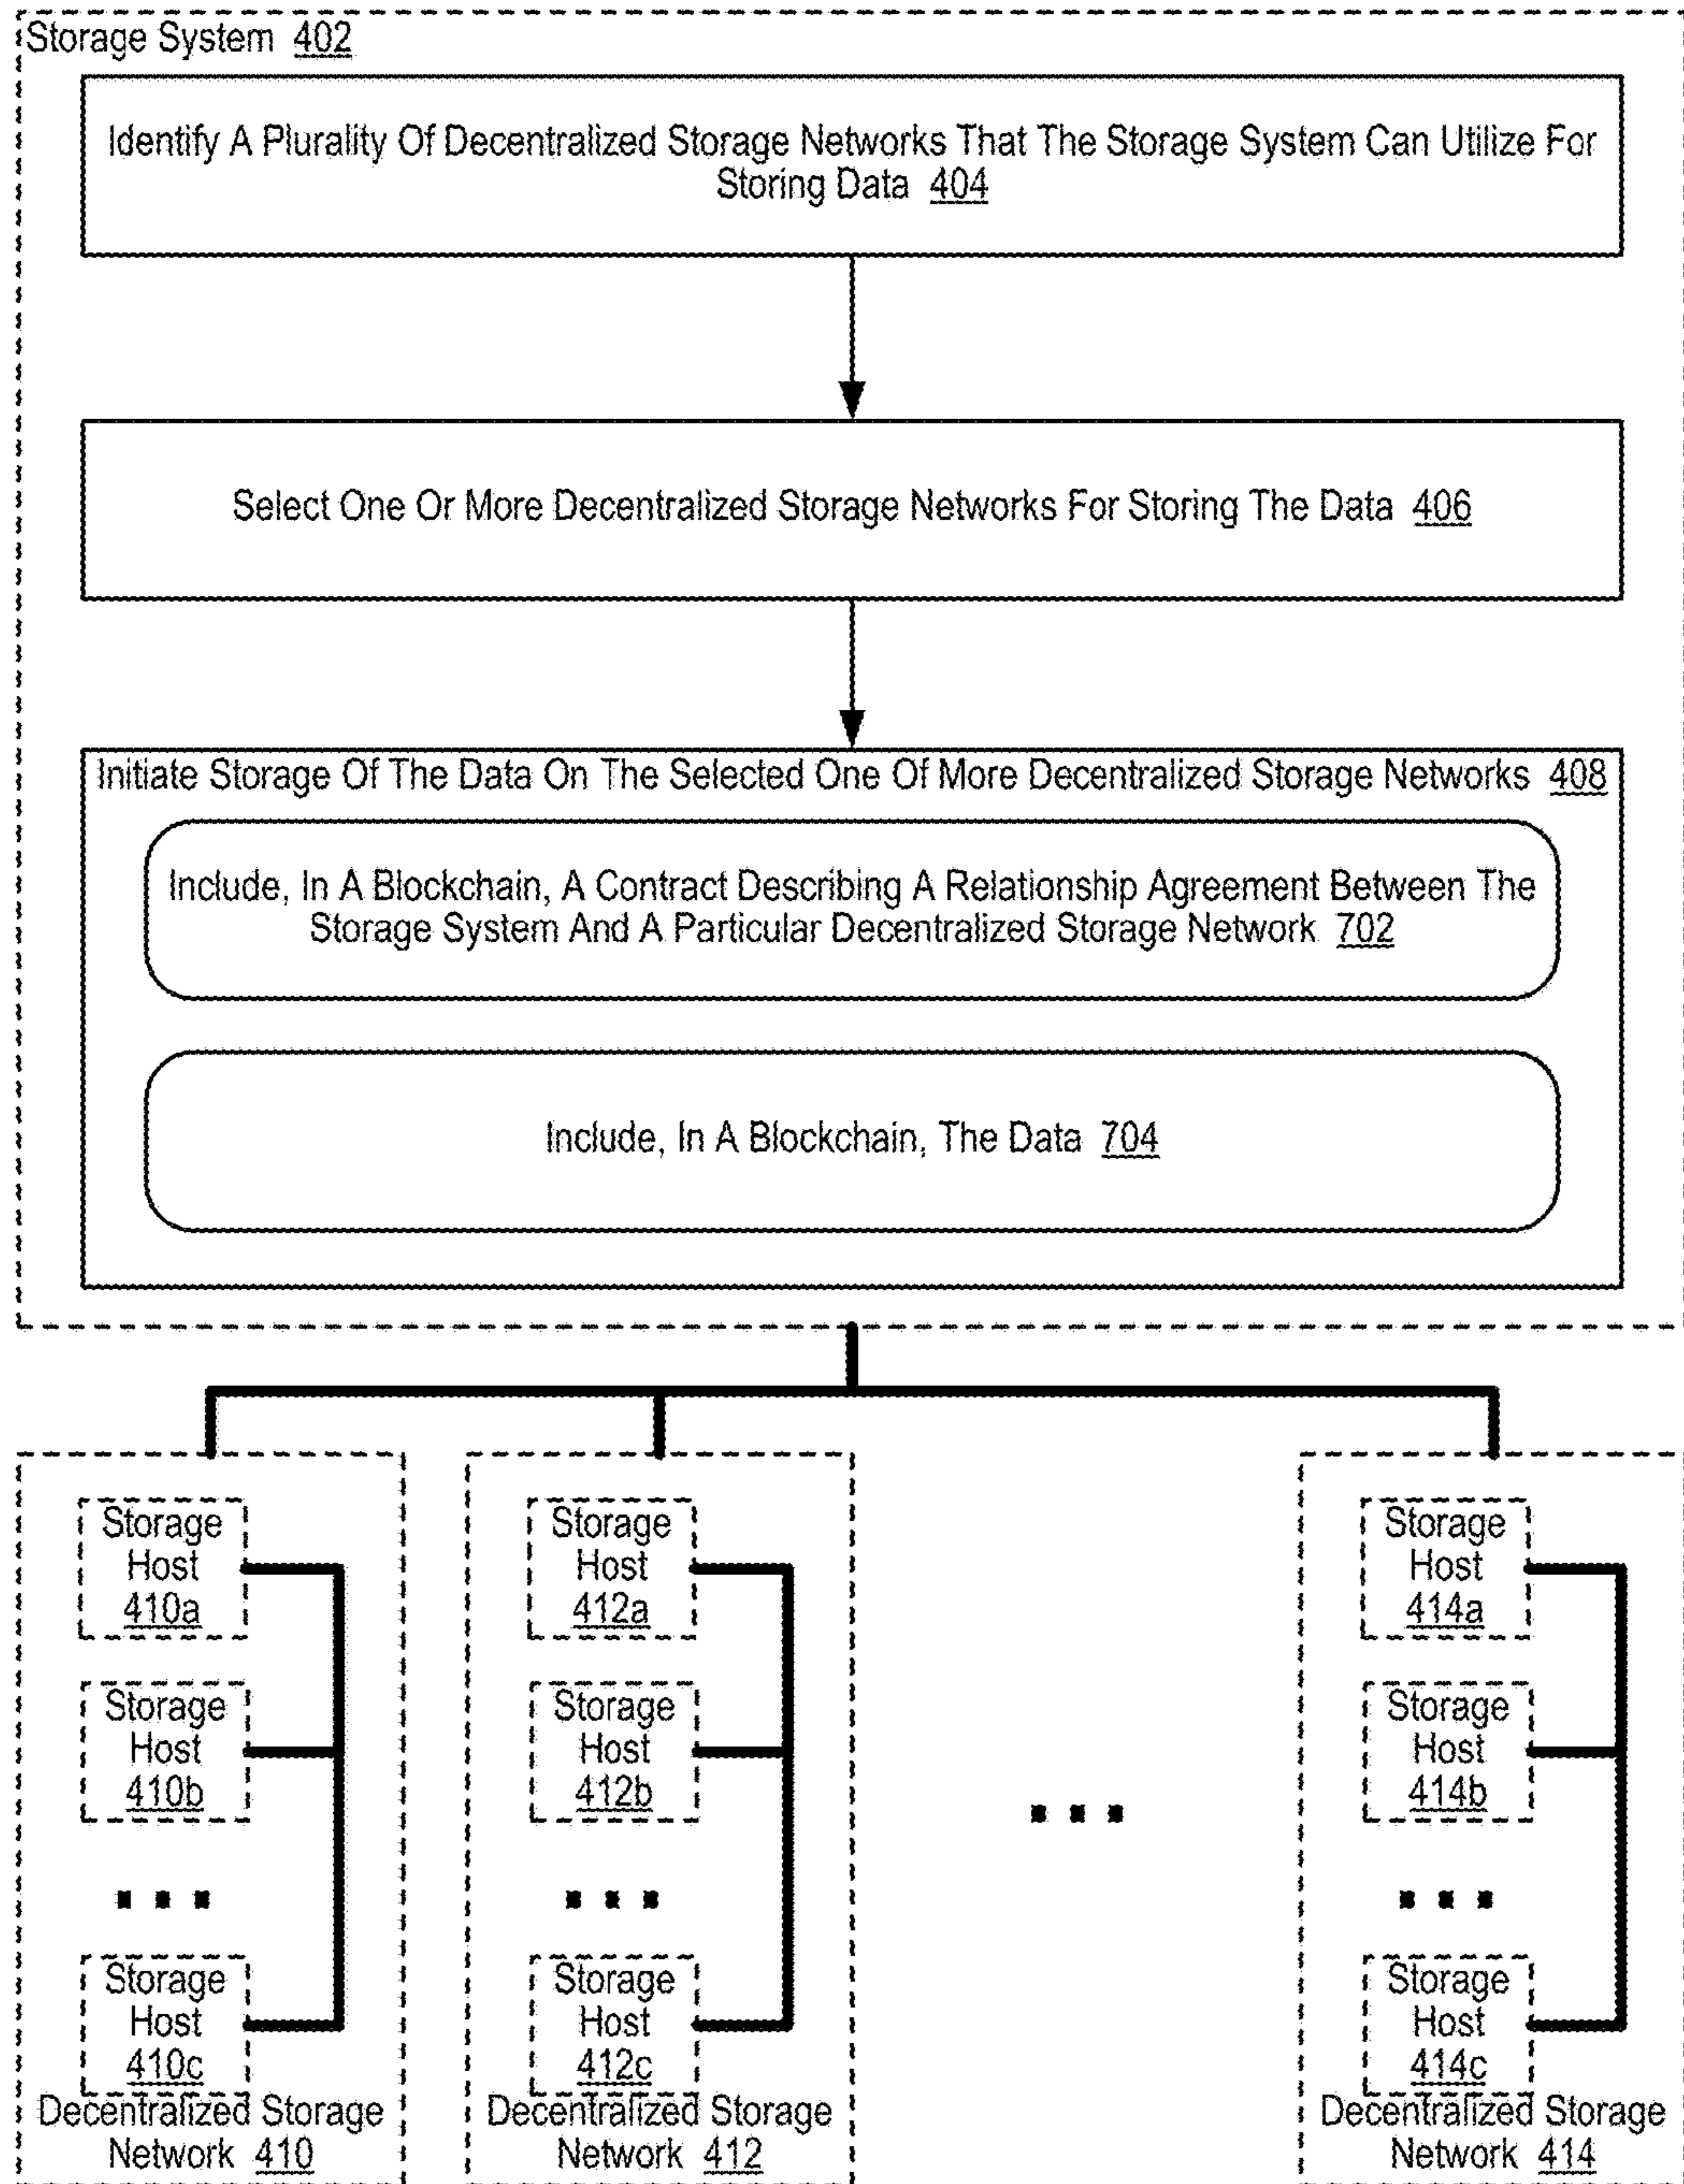 Storage System 402
Identify A Plurality Of Decentralized Storage Networks That The Storage System Can Utilize For
Storing Data 404
Select One Or More Decentralized Storage Networks For Storing The Data 406
Initiate Storage Of The Data On The Selected One Of More Decentralized Storage Networks 408
Include, In A Blockchain, A Contract Describing A Relationship Agreement Between The
Storage System And A Particular Decentralized Storage Network 702
Include, In A Blockchain, The Data 704
Storage
Host
410a
Storage
Host
410b
...
Storage
Host
410c
Decentralized Storage
Network 410
Storage
Host
412a
Storage
Host
412b
...
Storage
Host
412c
Decentralized Storage
Network 412
...
Storage
Host
414a
Storage
Host
414b
...
Storage
Host
414c
Decentralized Storage
Network 414